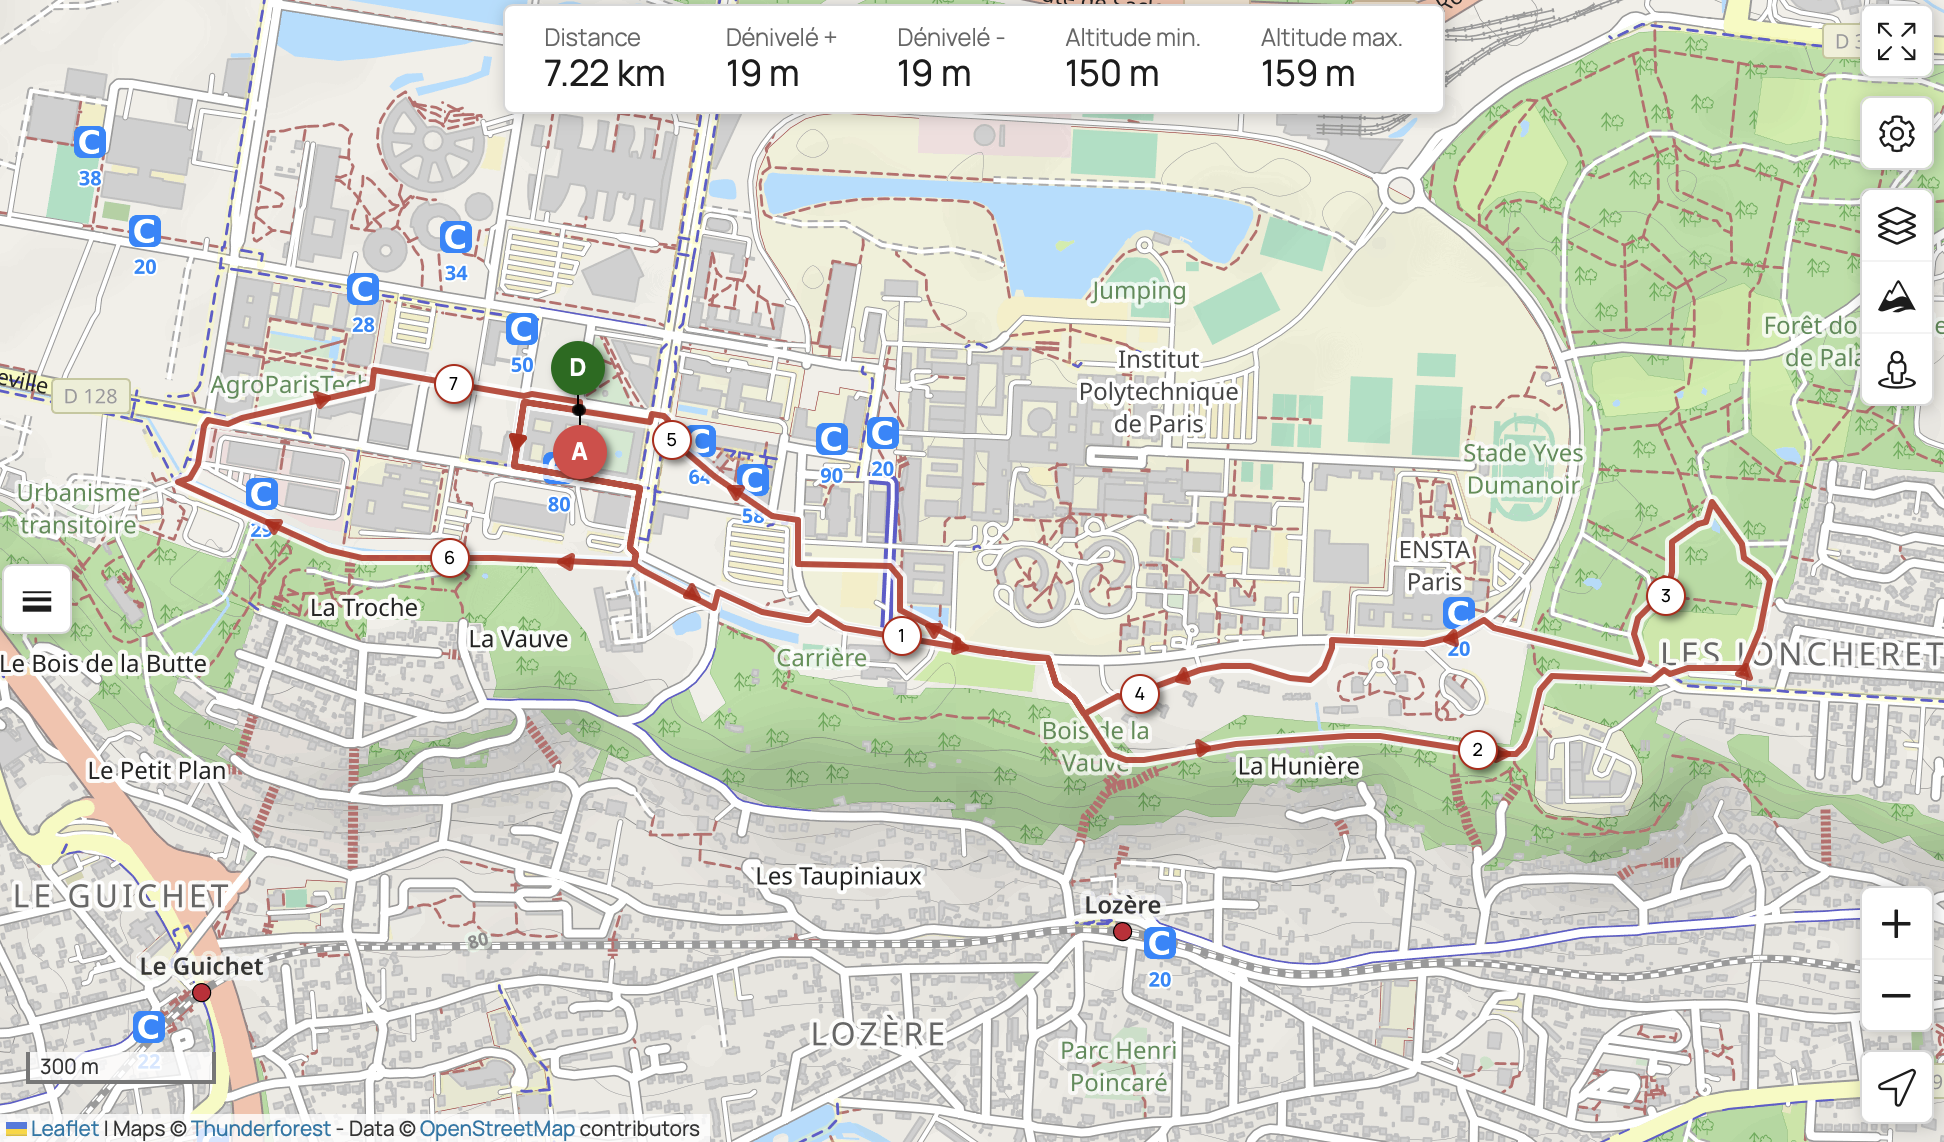 Distance
7.22 km
Dénivelé +
19 m
Dénivelé -
19 m
Altitude min.
150 m
Altitude max.
159 m
D 3
C
38
C
20
C
34
C
28
C
50
D
Jumping
Institut
Polytechnique
de Paris
Forêt do
de Pala
AgroParisTech
7
eville
D 128
A
5
C
64
C
58
C
90
C
20
80
Stade Yves
Dumanoir
Urbanisme
transitoire
C
29
6
ENSTA
Paris
C
20
3
La Troche
La Vauve
1
Carrière
LES JONCHERET
Le Bois de la Butte
4
Bois de la
Vauve
2
La Hunière
Le Petit Plan
Les Taupiniaux
LE GUICHET
80
Lozère
C
20
Le Guichet
C
22
LOZÈRE
Parc Henri
Poincaré
300 m
+
−
Leaflet | Maps © Thunderforest - Data © OpenStreetMap contributors